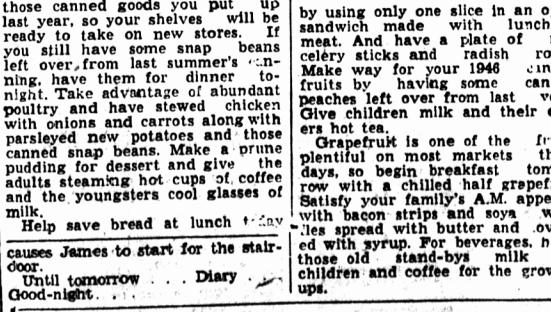 those canned goods you put up
last year, so your shelves will be
ready to take on new stores. If
you still have some snap beans
left over from last summer's
ning, have them for dinner to-
night. Take advantage of abundant
poultry and have stewed chicken
with onions and carrots along with
parsleyed new potatoes and those
canned snap beans. Make a prune
pudding for dessert and give the
adults steaming hot cups of coffee
and the youngsters cool glasses of
milk.
Help save bread at lunch
causes James to start for the stair-
door.
Until tomorrow . . . Diary . . .
Good-night. . .
by using only one slice in an o
sandwich made with lunch
meat. And have a plate of
celery sticks and radish ro
Make way for your 1946
fruits by having some can
peaches left over from last
Give children milk and their
ers hot tea.
Grapefruit is one of the
plentiful on most markets th
days, so begin breakfast tom
row with a chilled half grapef
Satisfy your family's A.M. appe
with bacon strips and soya w
les spread with butter and
ed with syrup. For beverages, h
those old stand-bys milk
children and coffee for the grow
ups.